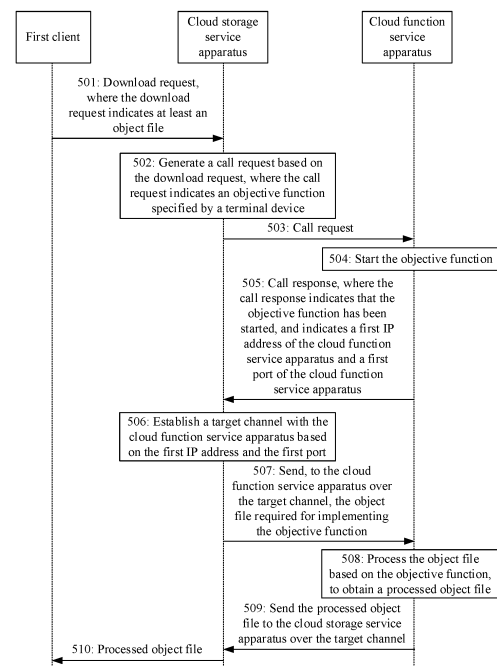 First client
Cloud storage
service
apparatus
Cloud function
service
apparatus
501: Download request,
where the download
request indicates at least an
object file
502: Generate a call request based on
the download request, where the call
request indicates an objective function
specified by a terminal device
503: Call request
504: Start the objective function
505: Call response, where the
call response indicates that the
objective function has been
started, and indicates a first IP
address of the cloud function
service apparatus and a first
port of the cloud function
service apparatus
506: Establish a target channel with the
cloud function service apparatus based
on the first IP address and the first port
507: Send, to the cloud
function service apparatus over
the target channel, the object
file required for implementing
the objective function
508: Process the object file
based on the objective function,
to obtain a processed object file
509: Send the processed object
file to the cloud storage service
apparatus over the target channel
510: Processed object file